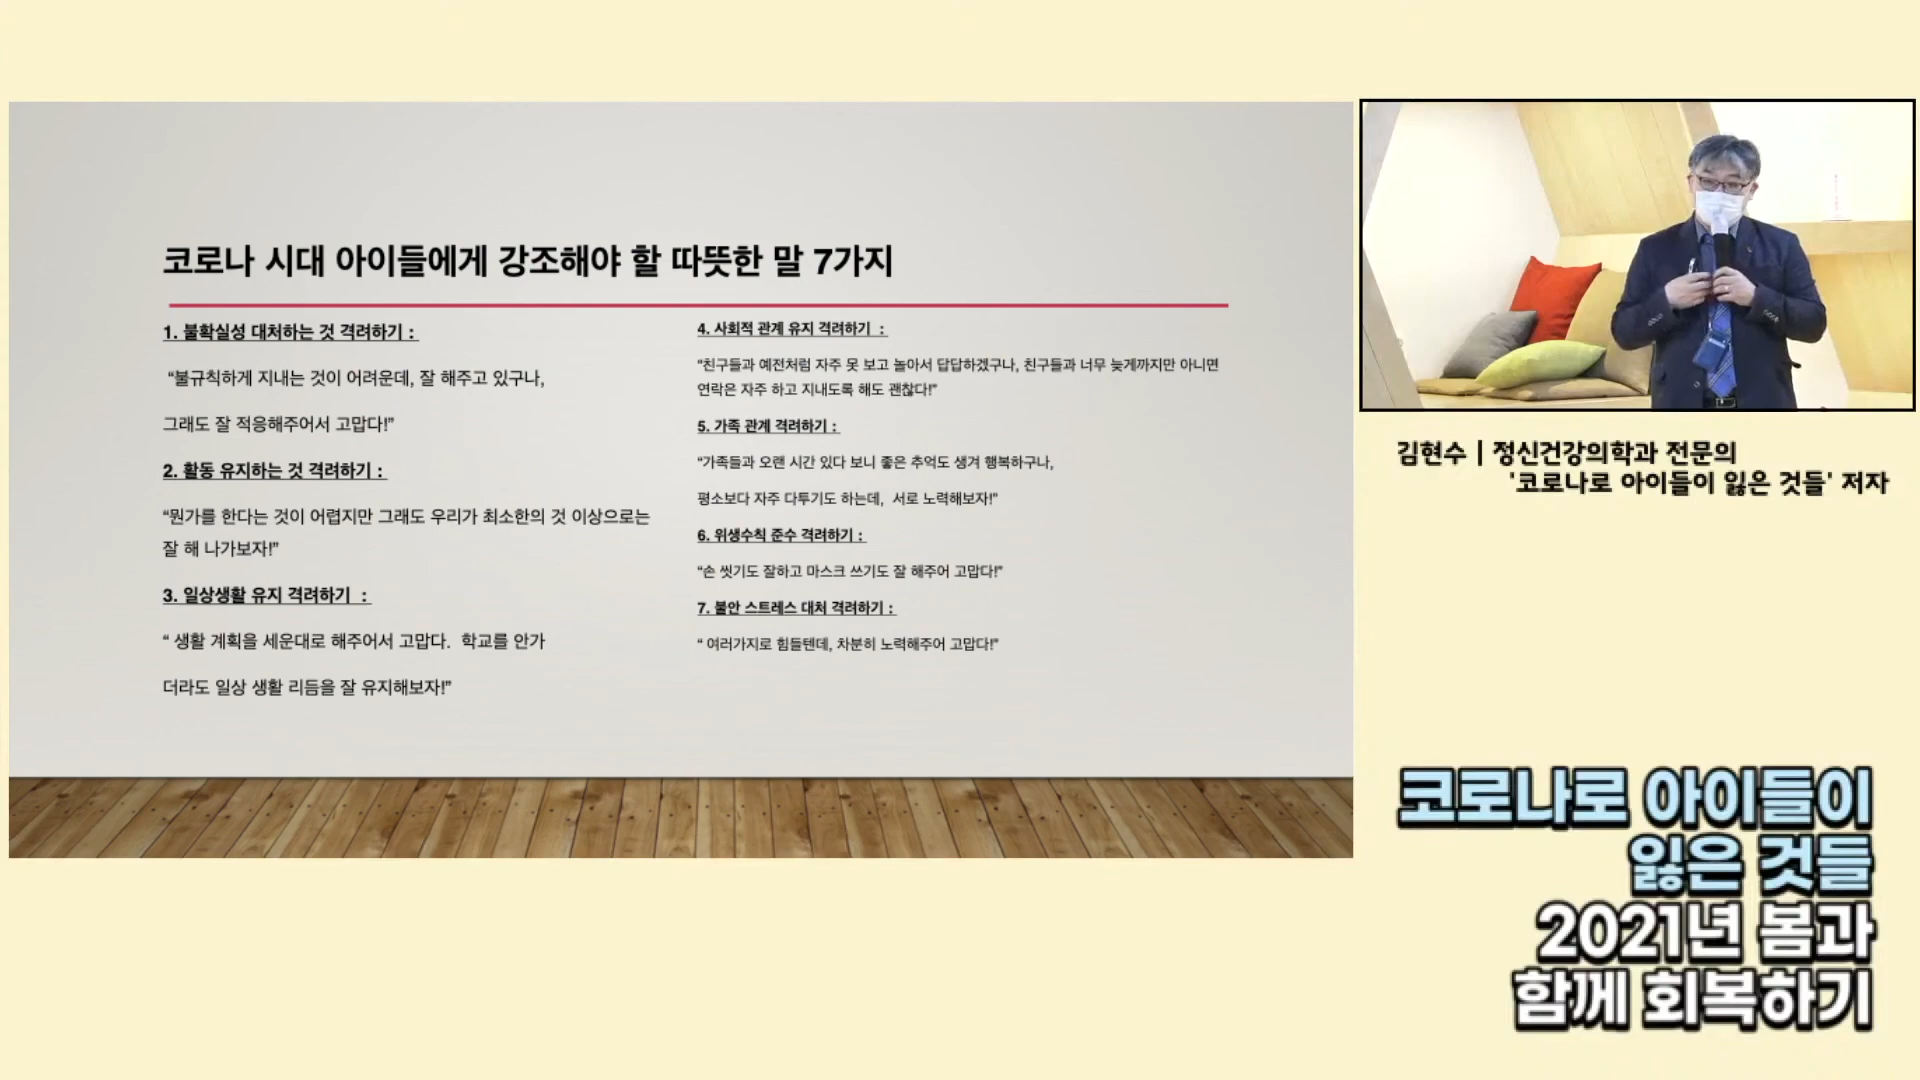 코로나 시대 아이들에게 강조해야 할 따뜻한 말 7가지
1. 불확실성 대처하는 것 격려하기 :
“불규칙하게 지내는 것이 어려운데, 잘 해주고 있구나,
그래도 잘 적응해주어서 고맙다!”
2. 활동 유지하는 것 격려하기 :
“뭔가를 한다는 것이 어렵지만 그래도 우리가 최소한의 것 이상으로는
잘 해 나가보자!”
3. 일상생활 유지 격려하기 :
“ 생활 계획을 세운대로 해주어서 고맙다. 학교를 안가
더라도 일상 생활 리듬을 잘 유지해보자!”
4. 사회적 관계 유지 격려하기 :
“친구들과 예전처럼 자주 못 보고 놀아서 답답하겠구나, 친구들과 너무 늦게까지만 아니면
연락은 자주 하고 지내도록 해도 괜찮다!”
5. 가족 관계 격려하기 :
“가족들과 오랜 시간 있다 보니 좋은 추억도 생겨 행복하구나,
평소보다 자주 다투기도 하는데, 서로 노력해보자!”
6. 위생수칙 준수 격려하기 :
“손 씻기도 잘하고 마스크 쓰기도 잘 해주어 고맙다!”
7. 불안 스트레스 대처 격려하기 :
“ 여러가지로 힘들텐데, 차분히 노력해주어 고맙다!”
김현수 | 정신건강의학과 전문의
'코로나로 아이들이 잃은 것들' 저자
코로나로 아이들이
잃은 것들
2021년 봄과
함께 회복하기